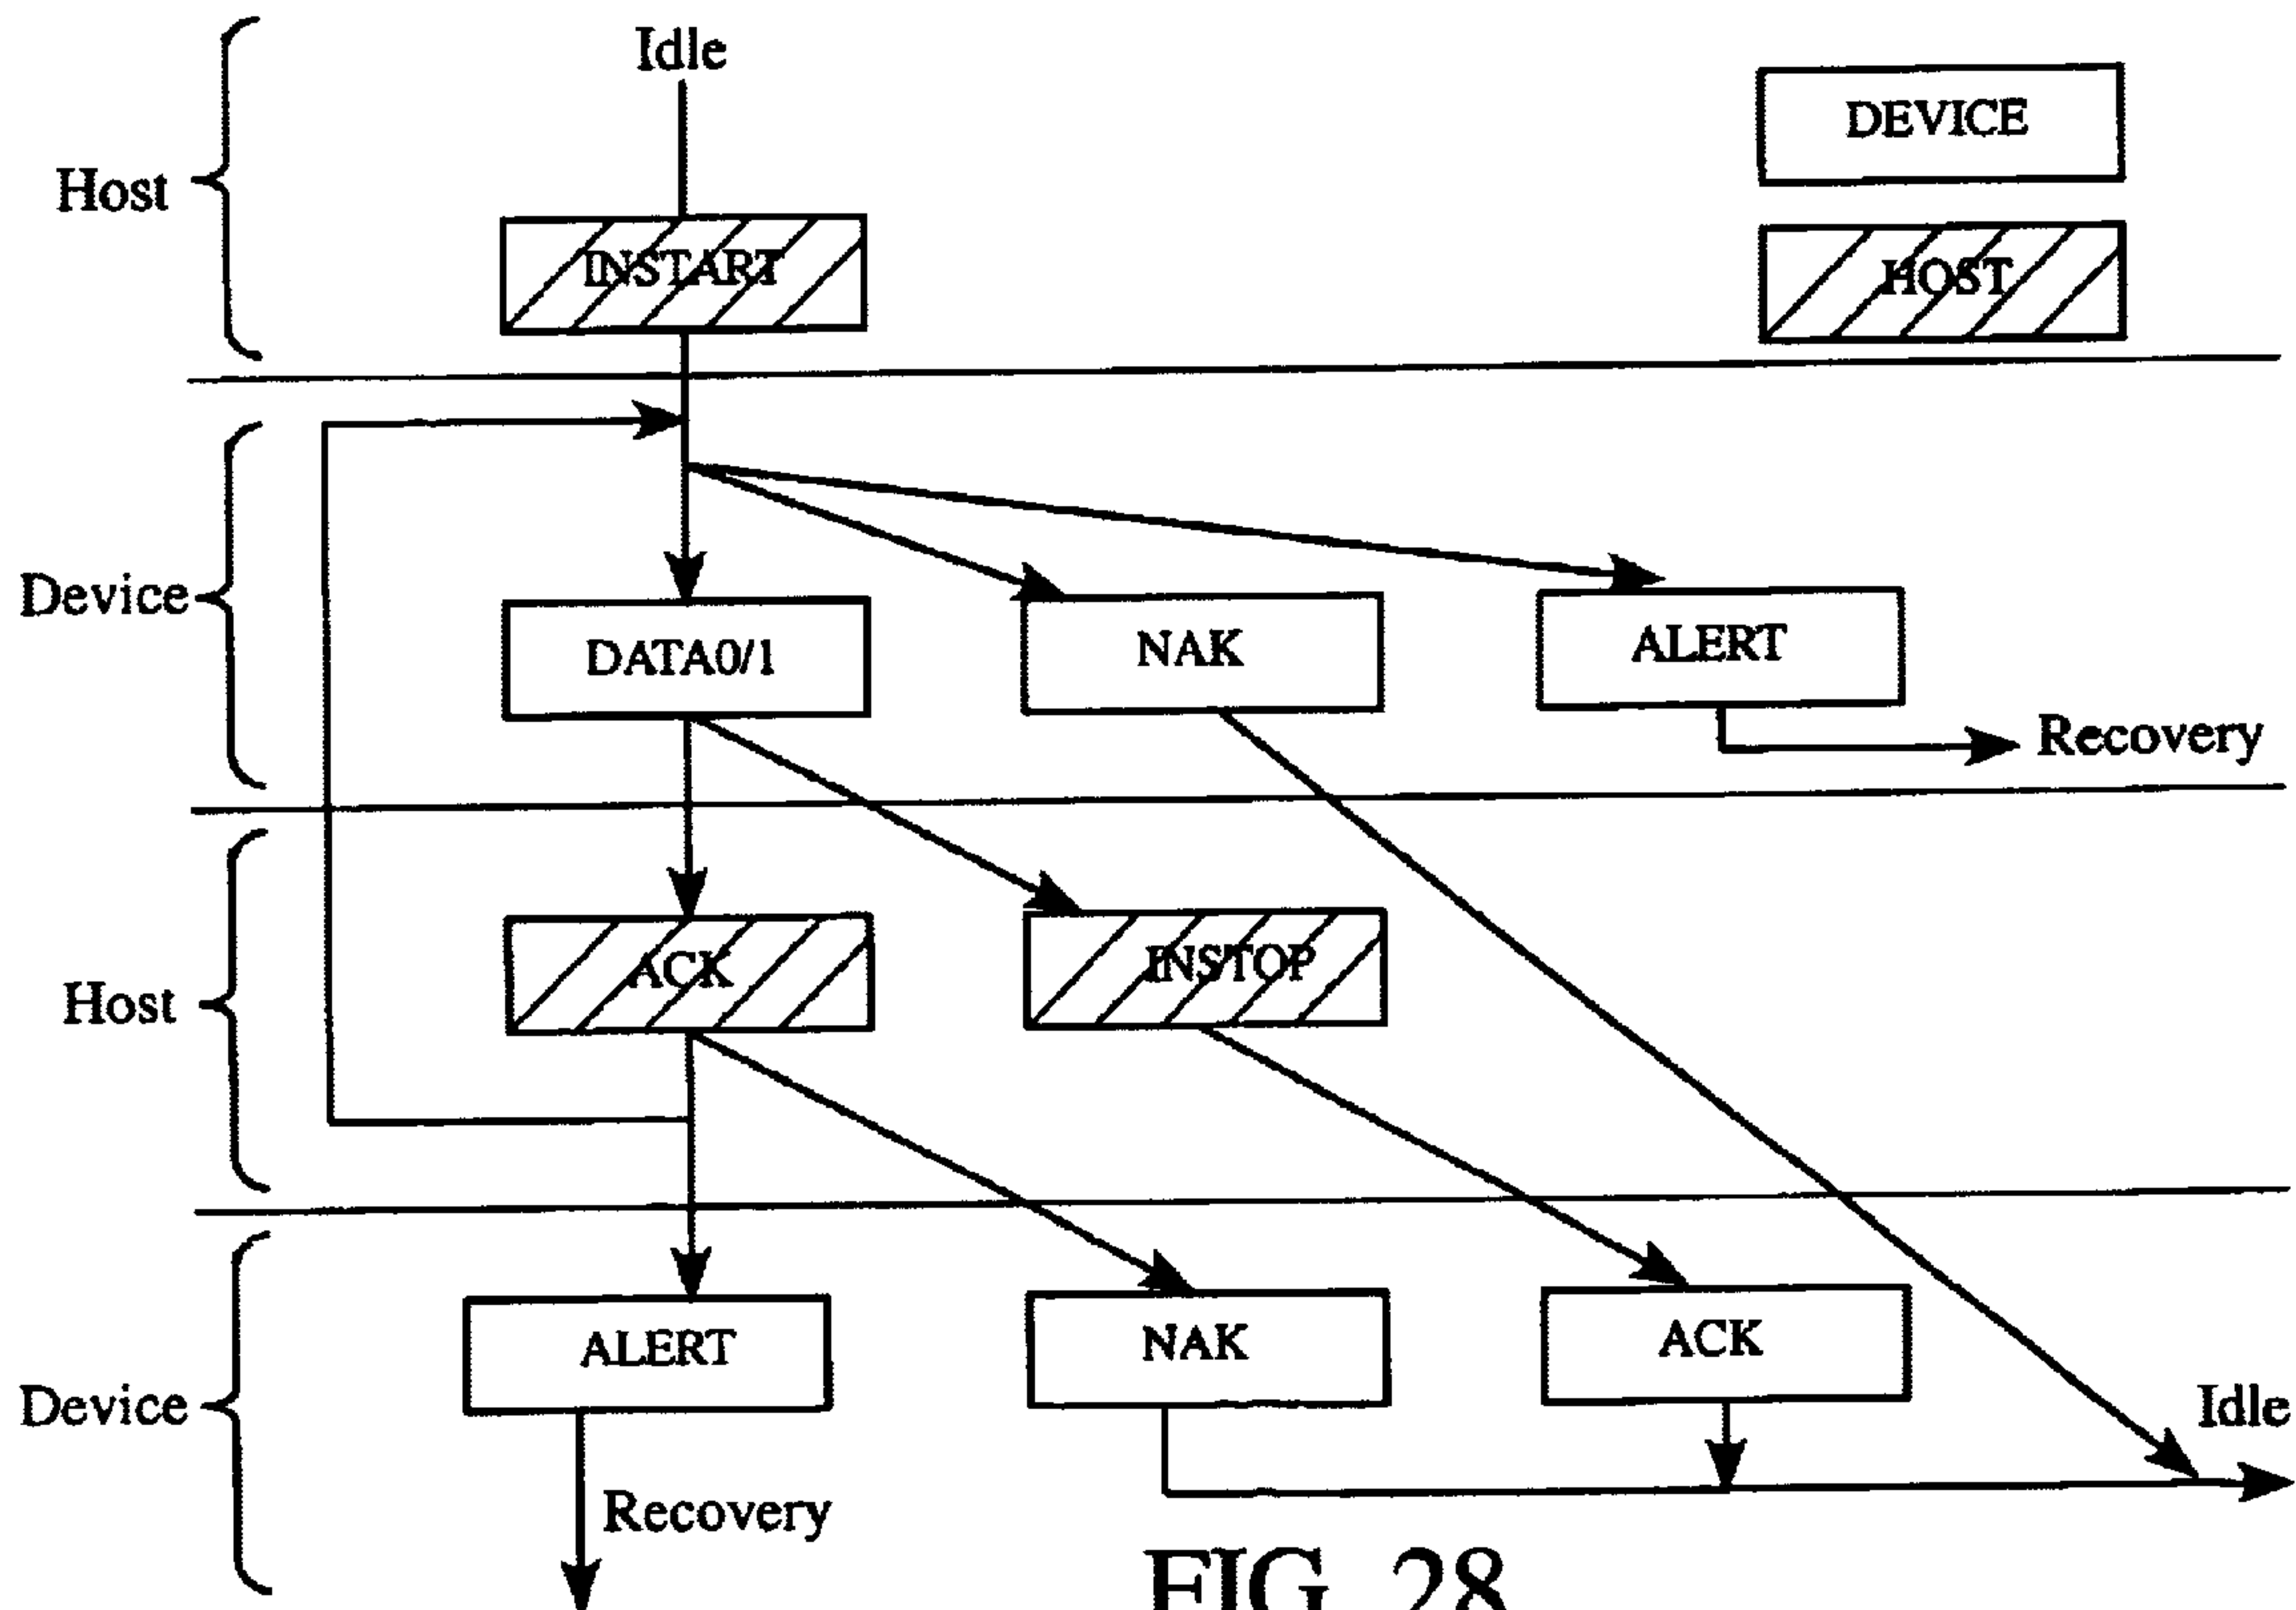 Idle
DEVICE
Host
INSTART
HOST
Device
DATA0/1
NAK
ALERT
Recovery
Host
ACK
INSTOP
Device
ALERT
NAK
ACK
Idle
Recovery
FIG. 28